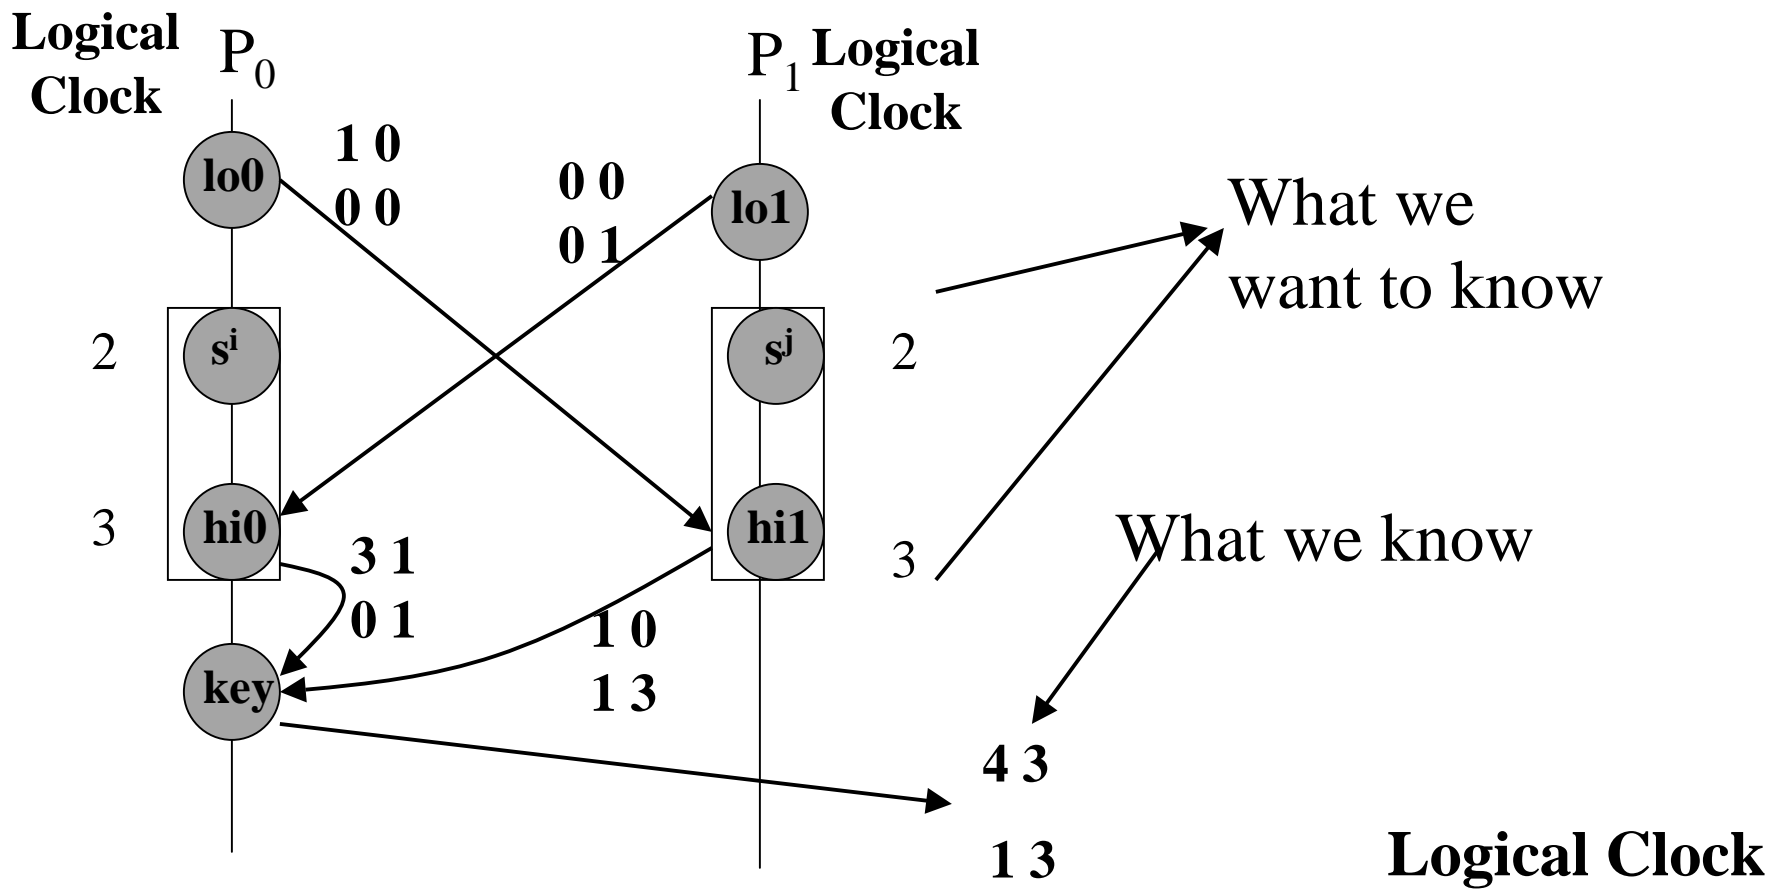 Logical
Clock
P0
P1
Logical
Clock
lo0
1 0
0 0
0 0
0 1
lo1
What we
want to know
2
si
sj
2
3
hi0
hi1
3
What we know
3 1
0 1
1 0
1 3
key
4 3
1 3
Logical Clock